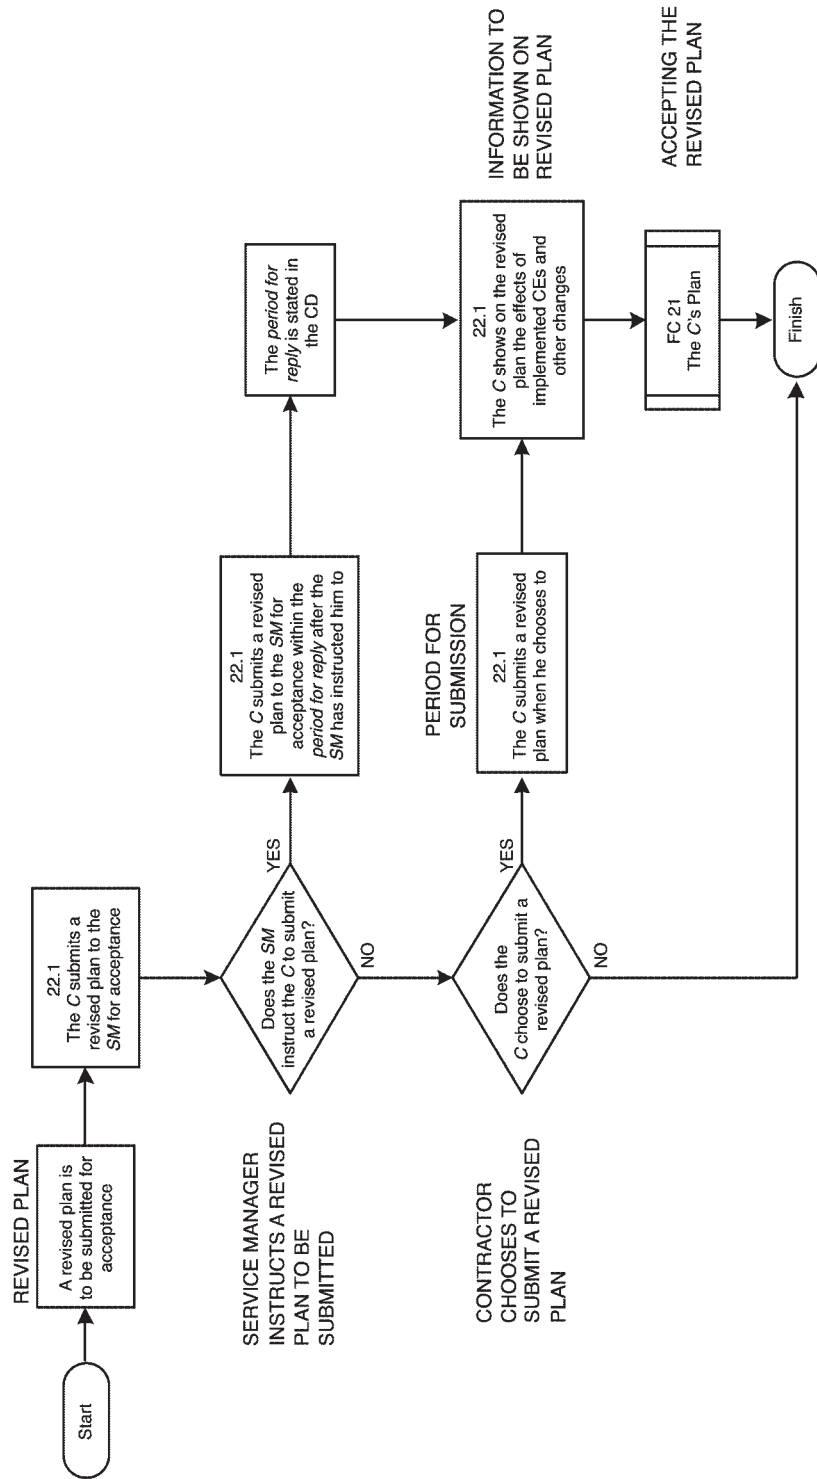 REVISED PLAN
Start
A revised plan is
to be submitted for
acceptance
22.1
The C submits a
revised plan to the
SM for acceptance
SERVICE MANAGER
INSTRUCTS A REVISED
PLAN TO BE
SUBMITTED
Does the SM
instruct the C to submit
a revised plan?
YES
NO
22.1
The C submits a revised
plan to the SM for
acceptance within the
period for reply after the
SM has instructed him to
The period for
reply is stated in
the CD
CONTRACTOR
CHOOSES TO
SUBMIT A REVISED
PLAN
Does the
C choose to submit a
revised plan?
YES
NO
PERIOD FOR
SUBMISSION
22.1
The C submits a revised
plan when he chooses to
22.1
The C shows on the revised
plan the effects of
implemented CEs and
other changes
INFORMATION TO
BE SHOWN ON
REVISED PLAN
FC 21
The C's Plan
ACCEPTING THE
REVISED PLAN
Finish